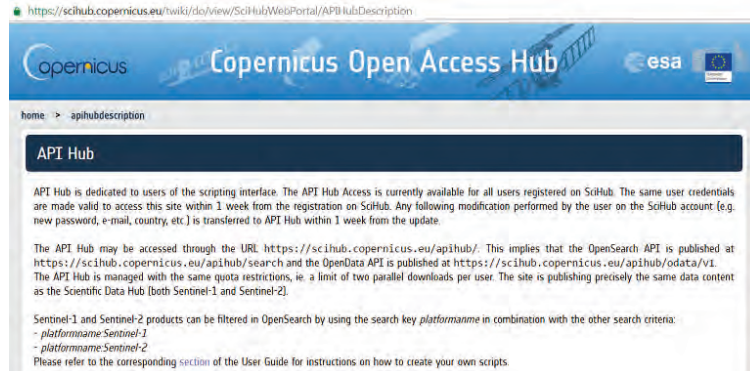 https://scihub.copernicus.eu/twiki/do/view/SciHubWebPortal/APIHubDescription
opernicus
Copernicus Open Access Hub
esa
home > apihubdescription
API Hub
API Hub is dedicated to users of the scripting interface. The API Hub Access is currently available for all users registered on SciHub. The same user credentials
are made valid to access this site within 1 week from the registration on SciHub. Any following modification performed by the user on the SciHub account (e.g.
new password, e-mail, country, etc.) is transferred to API Hub within 1 week from the update.
The API Hub may be accessed through the URL https://scihub.copernicus.eu/apihub/. This implies that the OpenSearch API is published at
https://scihub.copernicus.eu/apihub/search and the OpenData API is published at https://scihub.copernicus.eu/apihub/odata/v1.
The API Hub is managed with the same quota restrictions, ie. a limit of two parallel downloads per user. The site is publishing precisely the same data content
as the Scientific Data Hub (both Sentinel-1 and Sentinel-2).
Sentinel-1 and Sentinel-2 products can be filtered in OpenSearch by using the search key platformanme in combination with the other search criteria:
- platformname:Sentinel-1
- platformname:Sentinel-2
Please refer to the corresponding section of the User Guide for instructions on how to create your own scripts.